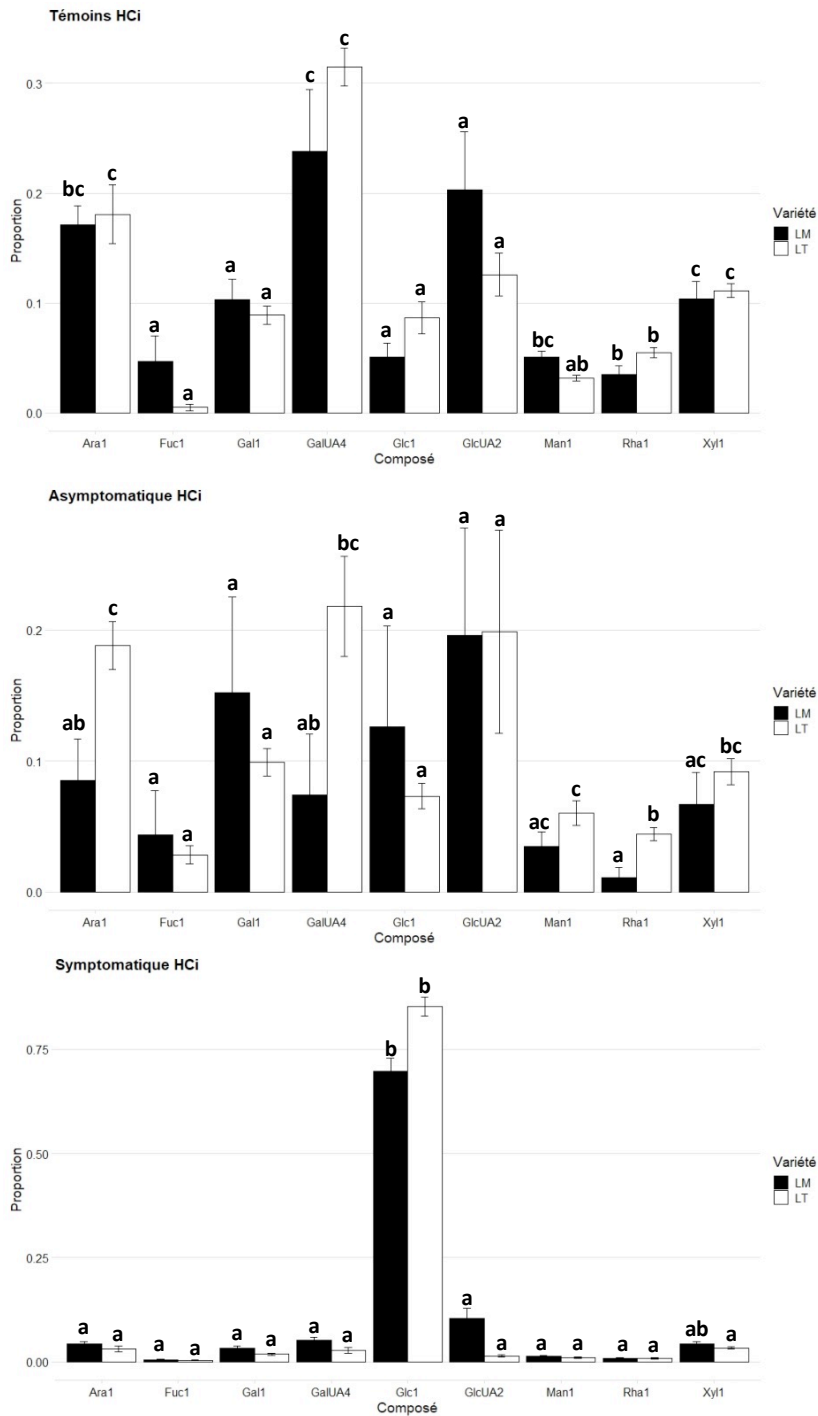 Témoins HCi
c
c
0.3
a
c
0.2
bc
a
Variété
Proportion
LM
LT
a
a
a
c
c
a
0.1
a
bc
b
ab
b
a
0.0
Ara1 Fuc1 Gal1 GalUA4 Glc1 GlcUA2 Man1 Rha1 Xyl1
Composé
Asymptomatique HCi
a a
bc
a
a
c
0.2
Variété
Proportion
LM
LT
ab
ab
a
bc
ac
0.1
a
a
c
a
ac
b
a
0.0
Ara1 Fuc1 Gal1 GalUA4 Glc1 GlcUA2 Man1 Rha1 Xyl1
Composé
Symptomatique HCi
b
b
0.75
Variété
Proportion
0.50
LM
LT
0.25
a
a a a a a a a a a a a a a ab a
0.00
Ara1 Fuc1 Gal1 GalUA4 Glc1 GlcUA2 Man1 Rha1 Xyl1
Composé